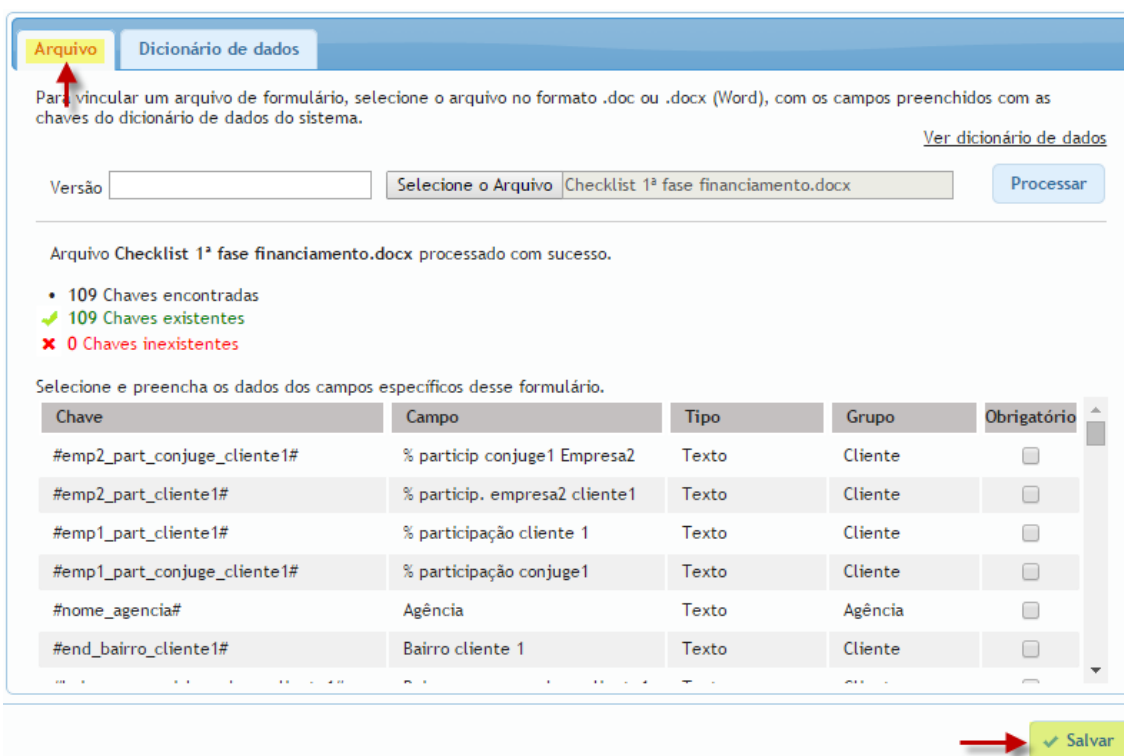 Arquivo Dicionário de dados
Para vincular um arquivo de formulário, selecione o arquivo no formato .doc ou .docx (Word), com os campos preenchidos com as
chaves do dicionário de dados do sistema.
Ver dicionário de dados
Versão Selecione o Arquivo Checklist 1ª fase financiamento.docx Processar
Arquivo Checklist 1ª fase financiamento.docx processado com sucesso.
• 109 Chaves encontradas
109 Chaves existentes
0 Chaves inexistentes
Selecione e preencha os dados dos campos específicos desse formulário.
Chave Campo Tipo Grupo Obrigatório
#emp2_part_conjuge_cliente1# % particip conjuge1 Empresa2 Texto Cliente
#emp2_part_cliente1# % particip. empresa2 cliente1 Texto Cliente
#emp1_part_cliente1# % participação cliente 1 Texto Cliente
#emp1_part_conjuge_cliente1# % participação conjuge1 Texto Cliente
#nome_agencia# Agência Texto Agência
#end_bairro_cliente1# Bairro cliente 1 Texto Cliente
Salvar